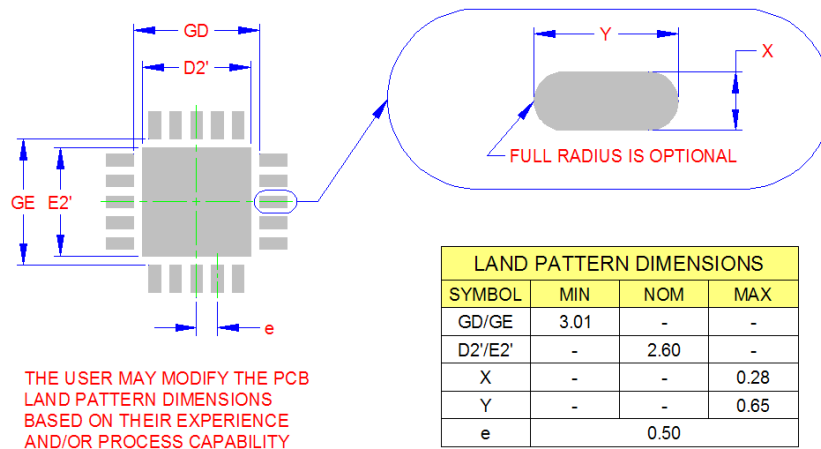 GD
D2'
GE
E2'
e
Y
X
FULL RADIUS IS OPTIONAL
THE USER MAY MODIFY THE PCB
LAND PATTERN DIMENSIONS
BASED ON THEIR EXPERIENCE
AND/OR PROCESS CAPABILITY
LAND PATTERN DIMENSIONS
SYMBOL MIN NOM MAX
GD/GE 3.01 - -
D2'/E2' - 2.60 -
X - - 0.28
Y - - 0.65
e 0.50